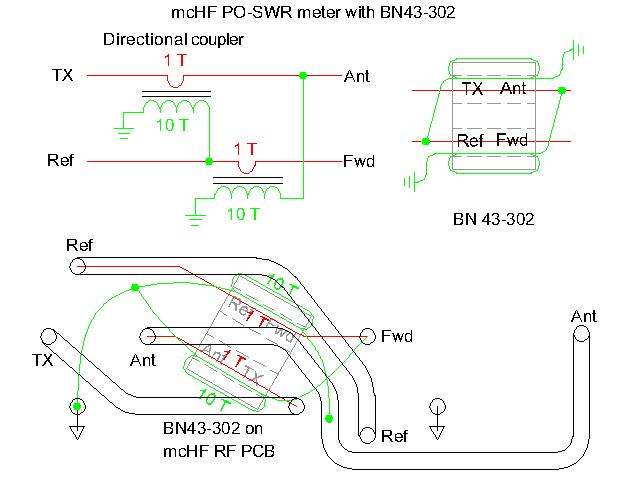 mcHF PO-SWR meter with BN43-302
Directional coupler
1 T
TX
Ant
10 T
1 T
Ref
Fwd
10 T
TX Ant
Ref Fwd
BN 43-302
Ref
10 T
Ref
1 T
Fwd
Ant
TX
Ant
Fwd
Ant
1 T
TX
10 T
BN43-302 on
mcHF RF PCB
Ref